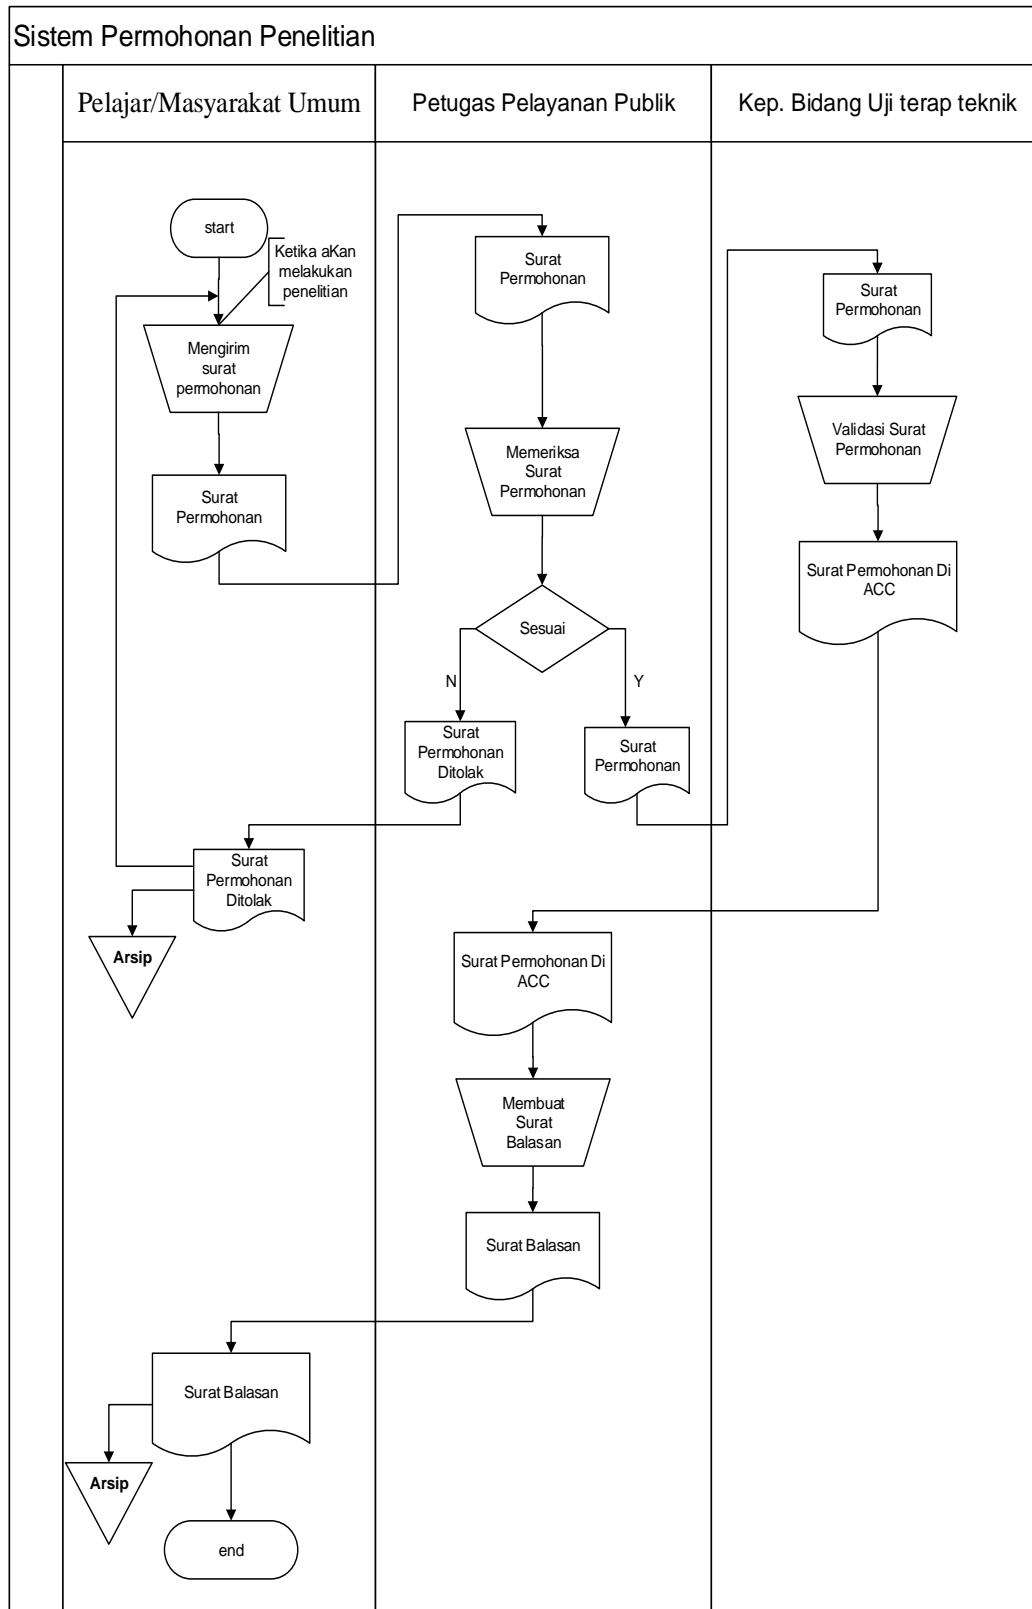 Sistem Permohonan Penelitian
Pelajar/Masyarakat Umum
Petugas Pelayanan Publik
Kep. Bidang Uji terap teknik
start
Ketika aKan
melakukan
penelitian
Mengirim
surat
permohonan
Surat
Permohonan
Surat
Permohonan
Memeriksa
Surat
Permohonan
Sesuai
N
Y
Surat
Permohonan
Ditolak
Surat
Permohonan
Surat
Permohonan
Validasi Surat
Permohonan
Surat Permohonan Di
ACC
Surat
Permohonan
Ditolak
Arsip
Surat Permohonan Di
ACC
Membuat
Surat
Balasan
Surat Balasan
Surat Balasan
Arsip
end